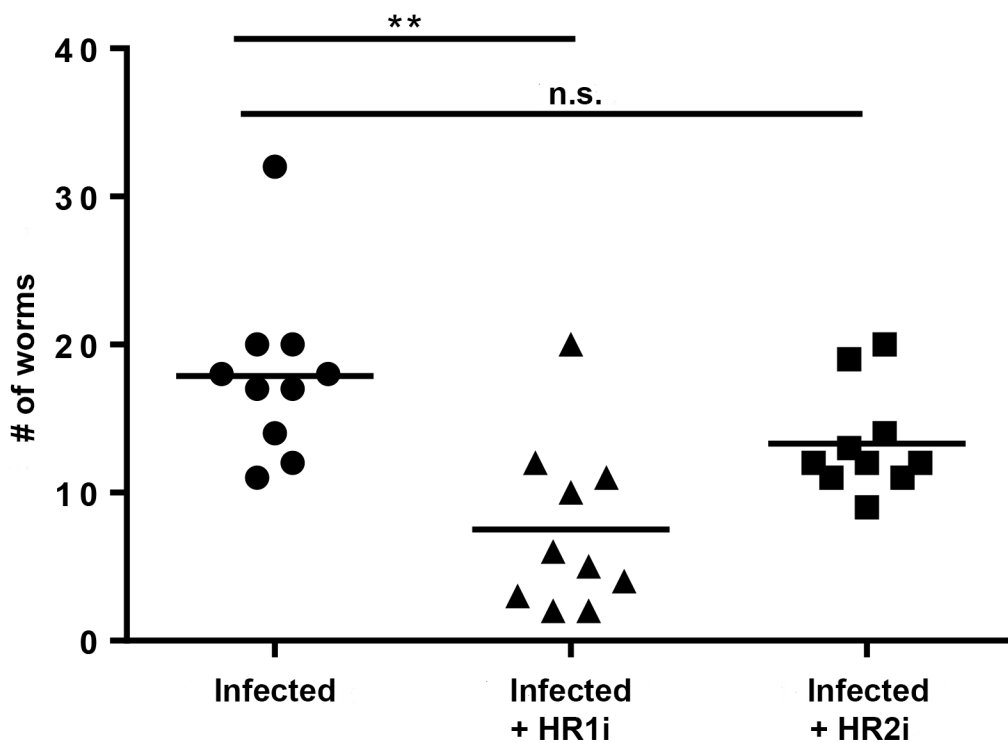 **
40
n.s.
30
20
10
0
# of worms
Infected
Infected
+ HR1i
Infected
+ HR2i